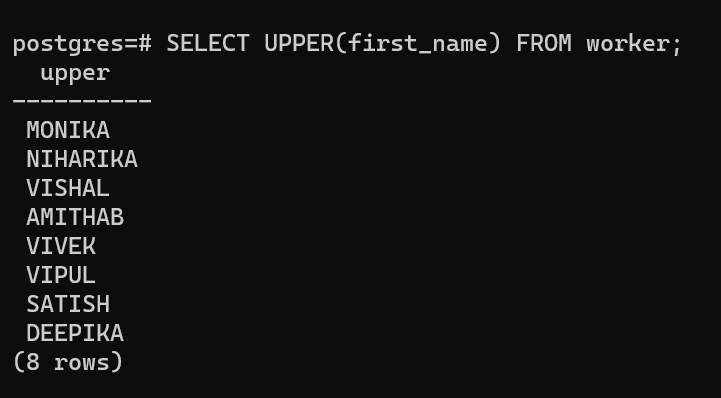 postgres=# SELECT UPPER(first_name) FROM worker;
upper
----------
MONIKA
NIHARIKA
VISHAL
AMITHAB
VIVEK
VIPUL
SATISH
DEEPIKA
(8 rows)